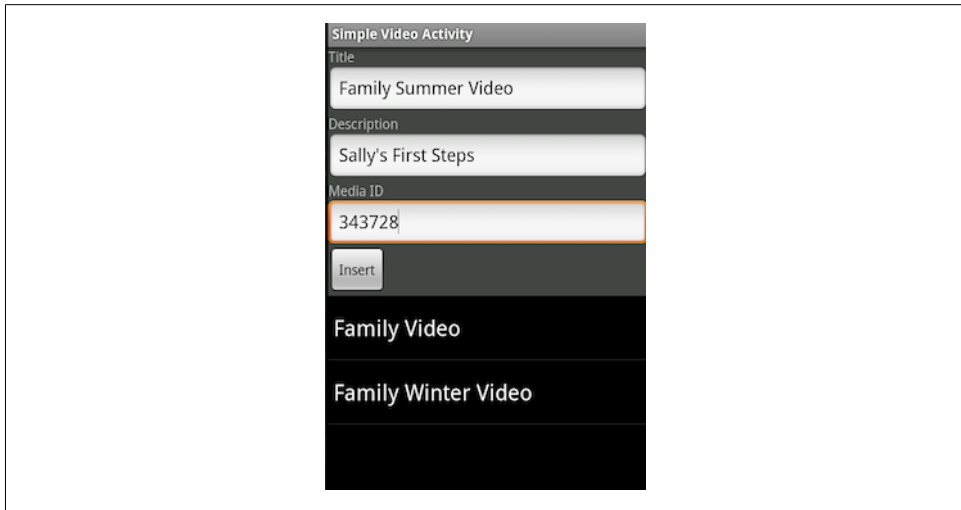 Simple Video Activity
Title
Family Summer Video
Description
Sally's First Steps
Media ID
343728
Insert
Family Video
Family Winter Video